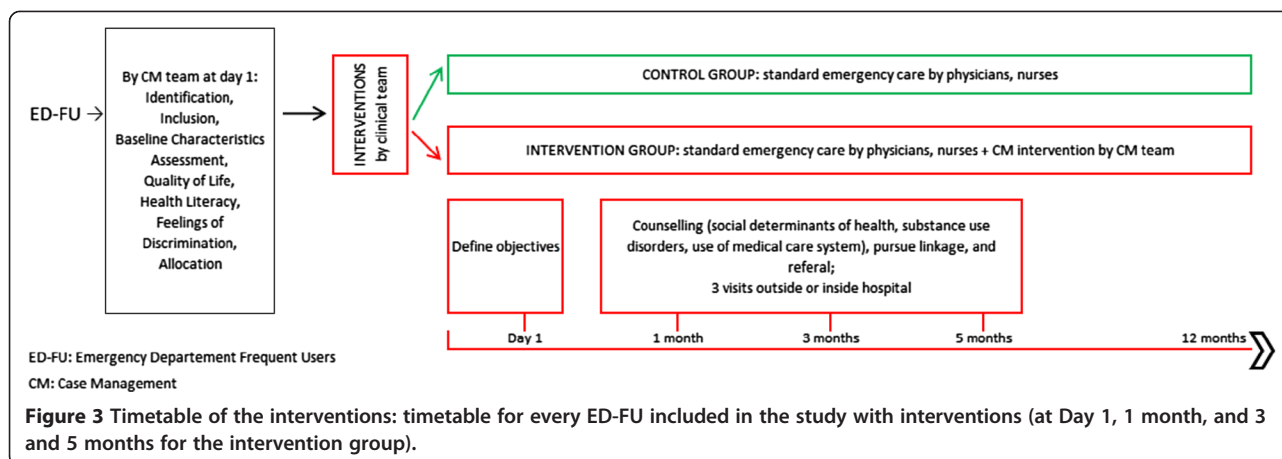 ED-FU →
By CM team at day 1:
Identification,
Inclusion,
Baseline Characteristics
Assessment,
Quality of Life,
Health Literacy,
Feelings of
Discrimination,
Allocation
INTERVENTIONS
by clinical team
CONTROL GROUP: standard emergency care by physicians, nurses
INTERVENTION GROUP: standard emergency care by physicians, nurses + CM intervention by CM team
Define objectives
Counselling (social determinants of health, substance use
disorders, use of medical care system), pursue linkage, and
referal;
3 visits outside or inside hospital
Day 1 1 month 3 months 5 months 12 months
ED-FU: Emergency Departement Frequent Users
CM: Case Management
Figure 3 Timetable of the interventions: timetable for every ED-FU included in the study with interventions (at Day 1, 1 month, and 3
and 5 months for the intervention group).